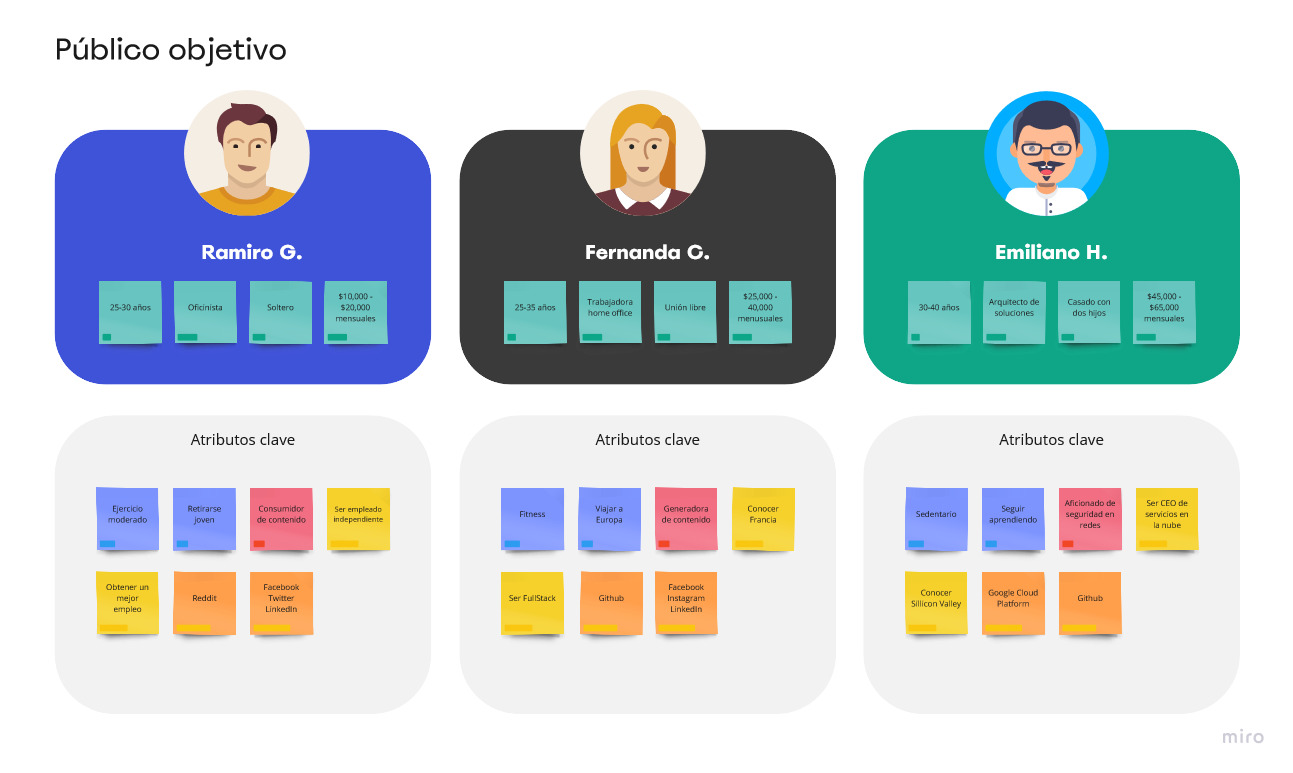 Público objetivo
Ramiro G.
25-30 años
Oficinista
Soltero
$10,000 -
$20,000
mensuales
Fernanda C.
25-35 años
Trabajadora
home office
Unión libre
$25,000 -
40,000
menusuales
Emiliano H.
30-40 años
Arquitecto de
soluciones
Casado con
dos hijos
$45,000 -
$65,000
mensuales
Atributos clave
Ejercicio
moderado
Retirarse
joven
Consumidor
de contenido
Ser empleado
independiente
Obtener un
mejor
empleo
Reddit
Facebook
Twitter
LinkedIn
Atributos clave
Fitness
Viajar a
Europa
Generadora
de contenido
Conocer
Francia
Ser FullStack
Github
Facebook
Instagram
LinkedIn
Atributos clave
Sedentario
Seguir
aprendiendo
Aficionado de
seguridad en
redes
Ser CEO de
servicios en
la nube
Conocer
Sillicon Valley
Google Cloud
Platform
Github
miro